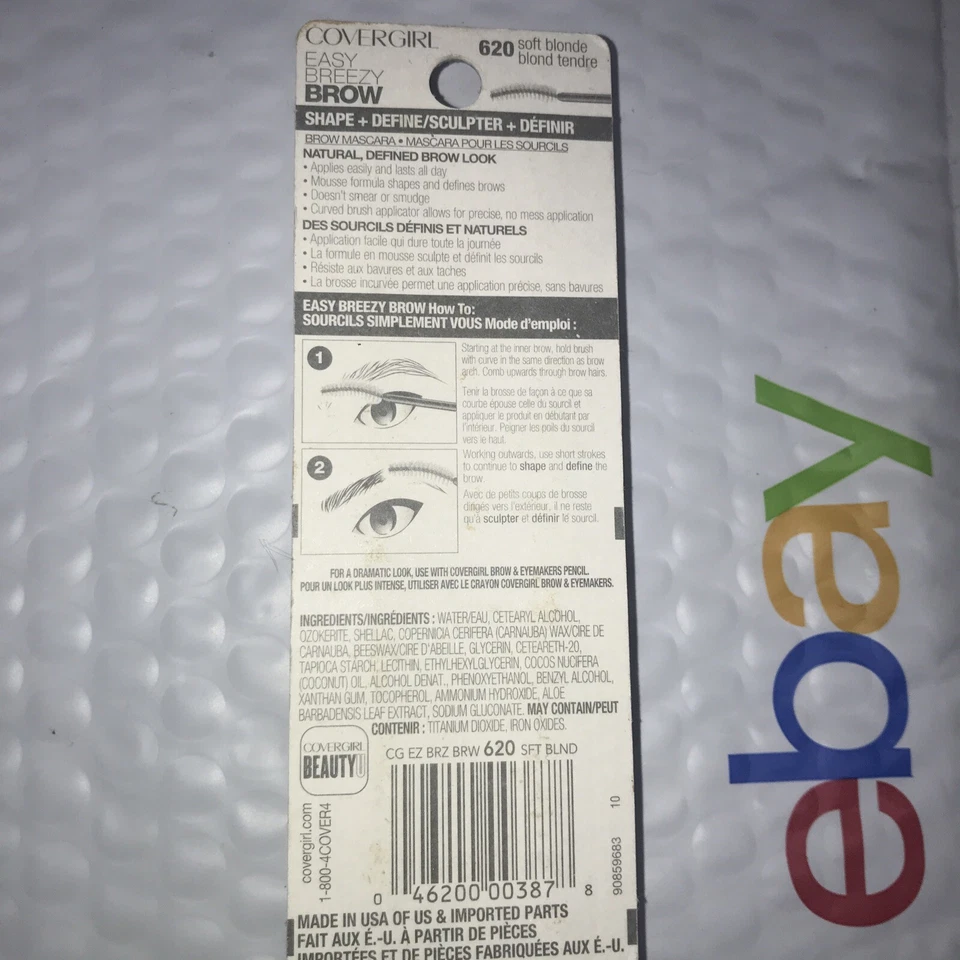 COVERGIRL
EASY
BREEZY
BROW
620 soft blonde
blond tendre
SHAPE + DEFINE/SCULPTER + DÉFINIR
BROW MASCARA • MASCARA POUR LES SOURCILS
NATURAL, DEFINED BROW LOOK
• Applies easily and lasts all day
• Mousse formula shapes and defines brows
• Doesn't smear or smudge
• Curved brush applicator allows for precise, no mess application
DES SOURCILS DÉFINIS ET NATURELS
• Application facile qui dure toute la journée
• La formule en mousse sculpte et définit les sourcils
• Résiste aux bavures et aux taches
• La brosse incurvée permet une application précise, sans bavures
EASY BREEZY BROW How To:
SOURCILS SIMPLEMENT VOUS Mode d'emploi :
1
Starting at the inner brow, hold brush
with curve in the same direction as brow
arch. Comb upwards through brow hairs.
Tenir la brosse de façon à ce que sa
courbe épouse celle du sourcil et
appliquer le produit en débutant par
l'intérieur. Peigner les poils du sourcil
vers le haut.
2
Working outwards, use short strokes
to continue to shape and define the
brow.
Avec de petits coups de brosse
dirigés vers l'extérieur, il ne reste
qu'à sculpter et définir le sourcil.
FOR A DRAMATIC LOOK, USE WITH COVERGIRL BROW & EYEMAKERS PENCIL.
POUR UN LOOK PLUS INTENSE, UTILISER AVEC LE CRAYON COVERGIRL BROW & EYEMAKERS.
INGREDIENTS/INGRÉDIENTS : WATER/EAU, CETEARYL ALCOHOL,
OZOKERITE, SHELLAC, COPERNICIA CERIFERA (CARNAUBA) WAX/CIRE DE
CARNAUBA, BEESWAX/CIRE D'ABEILLE, GLYCERIN, CETEARETH-20,
TAPIOCA STARCH, LECITHIN, ETHYLHEXYLGLYCERIN, COCOS NUCIFERA
(COCONUT) OIL, ALCOHOL DENAT., PHENOXYETHANOL, BENZYL ALCOHOL,
XANTHAN GUM, TOCOPHEROL, AMMONIUM HYDROXIDE, ALOE
BARBADENSIS LEAF EXTRACT, SODIUM GLUCONATE. MAY CONTAIN/PEUT
CONTENIR : TITANIUM DIOXIDE, IRON OXIDES.
COVERGIRL
BEAUTY U
CG EZ BRZ BRW 620 SFT BLND
covergirl.com
1-800-4COVER4
0 46200 00387 8
90859683 10
MADE IN USA OF US & IMPORTED PARTS
FAIT AUX É.-U. À PARTIR DE PIÈCES
IMPORTÉES ET DE PIÈCES FABRIQUÉES AUX É.-U.
ebay